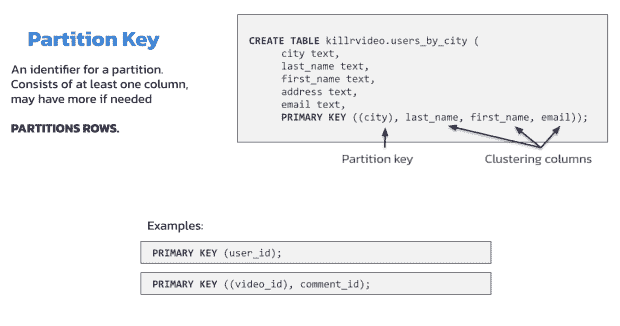 Partition Key
An identifier for a partition.
Consists of at least one column,
may have more if needed
PARTITIONS ROWS.
CREATE TABLE killrvideo.users_by_city (
city text,
last_name text,
first_name text,
address text,
email text,
PRIMARY KEY ((city), last_name, first_name, email));
Partition key
Clustering columns
Examples:
PRIMARY KEY (user_id);
PRIMARY KEY ((video_id), comment_id);